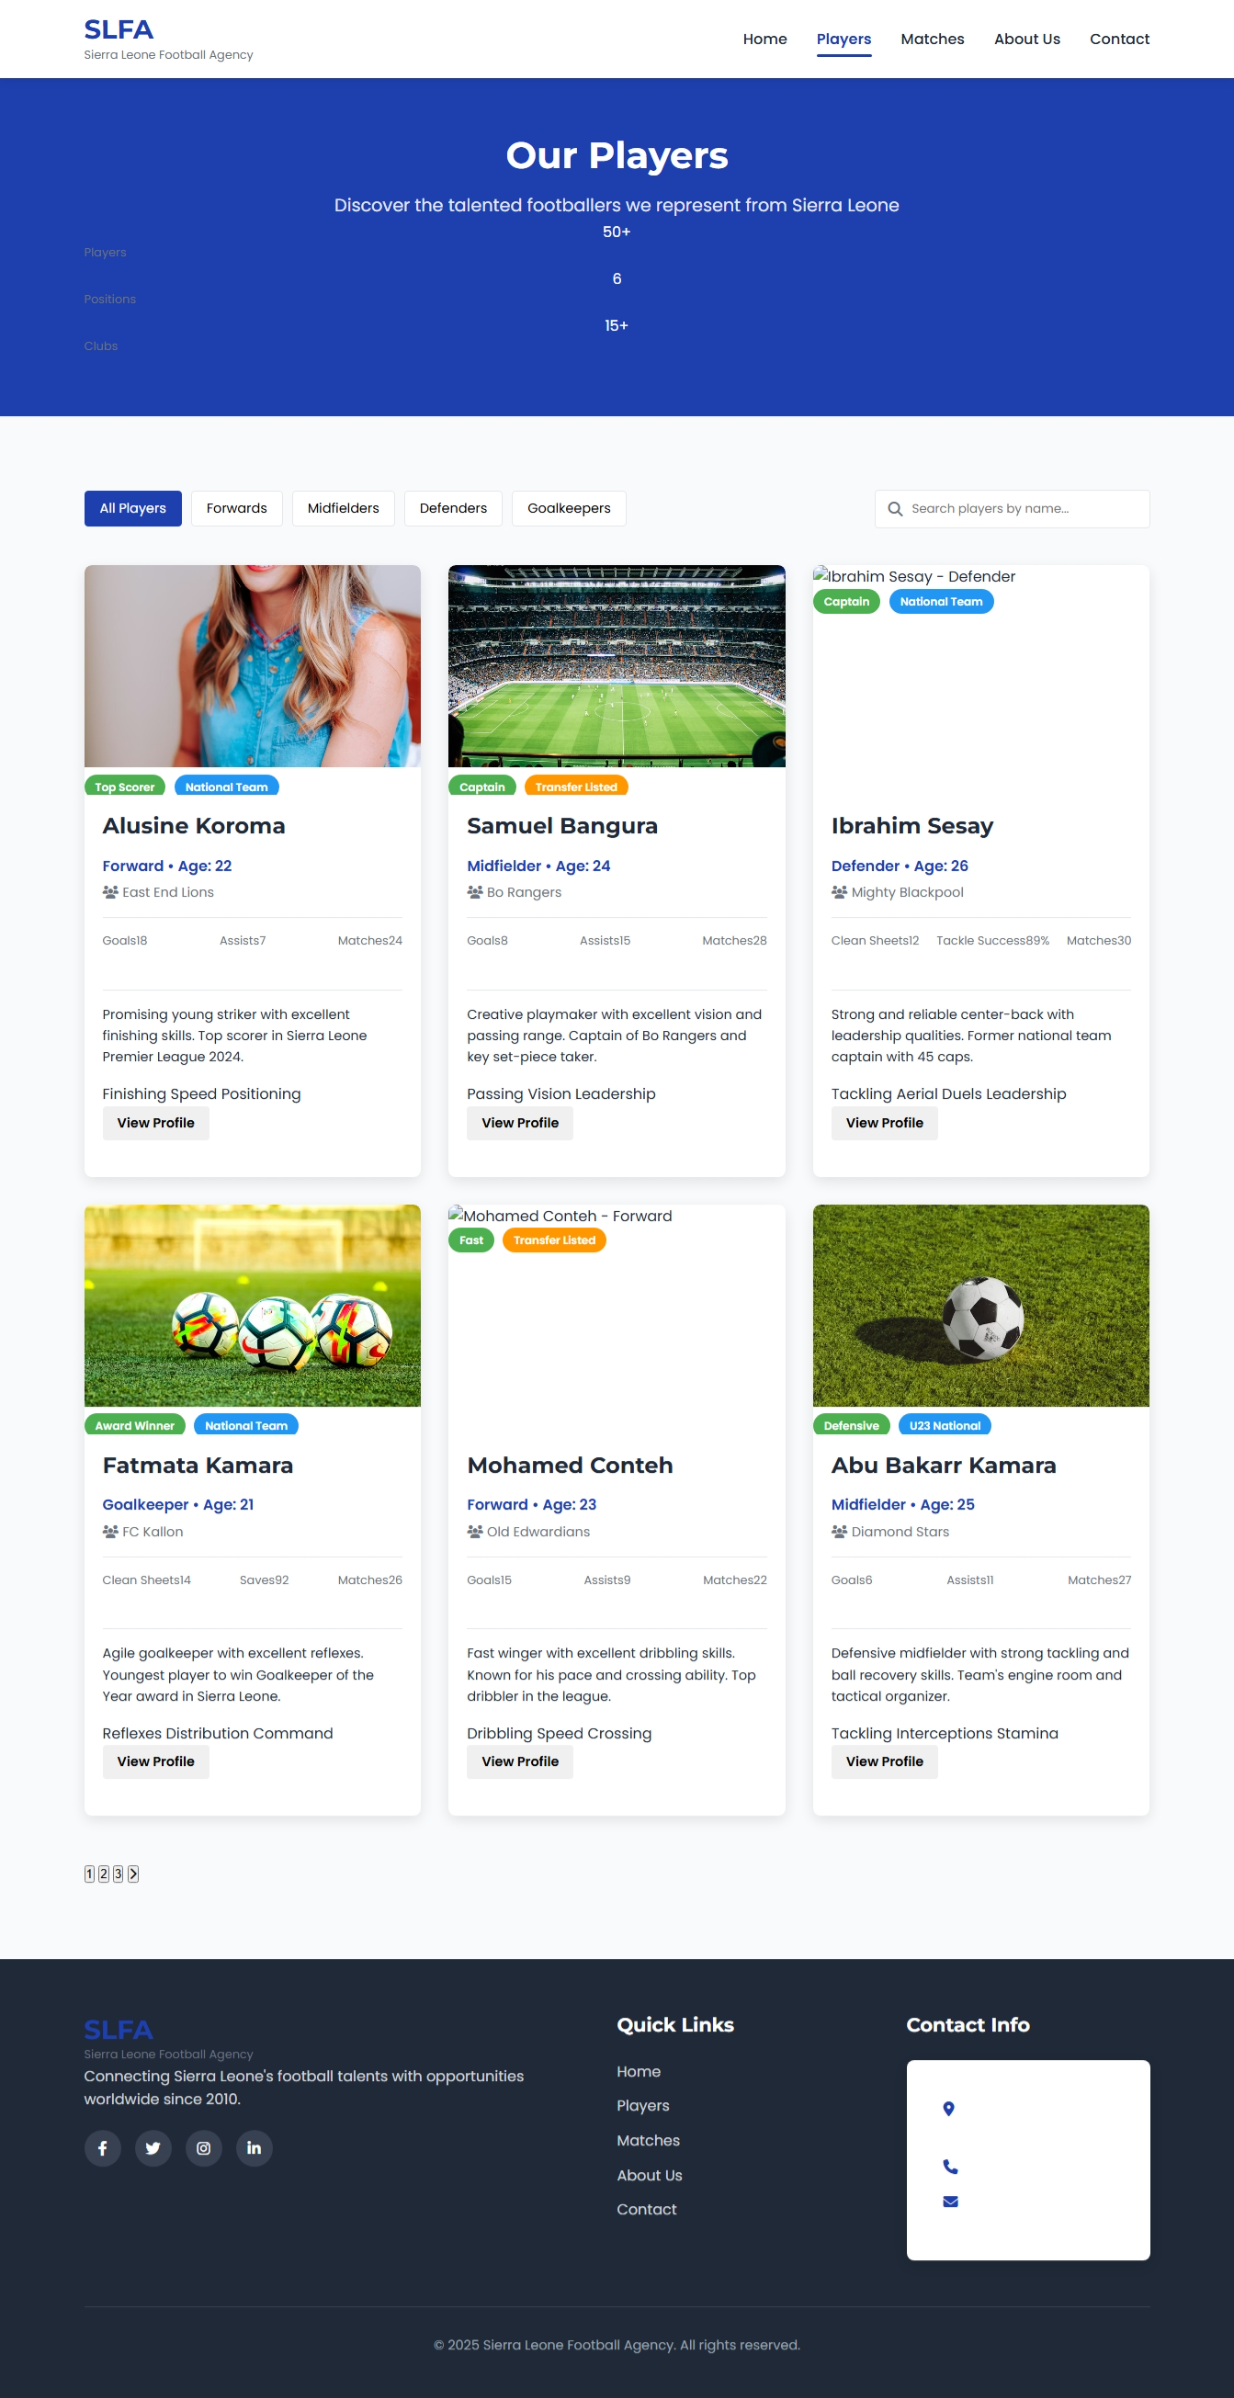 SLFA
Sierra Leone Football Agency
Home Players Matches About Us Contact
Our Players
Discover the talented footballers we represent from Sierra Leone
50+
Players
6
Positions
15+
Clubs
All Players Forwards Midfielders Defenders Goalkeepers
Search players by name...
Top Scorer National Team
Alusine Koroma
Forward • Age: 22
East End Lions
Goals18 Assists7 Matches24
Promising young striker with excellent
finishing skills. Top scorer in Sierra Leone
Premier League 2024.
Finishing Speed Positioning
View Profile
Captain Transfer Listed
Samuel Bangura
Midfielder • Age: 24
Bo Rangers
Goals8 Assists15 Matches28
Creative playmaker with excellent vision and
passing range. Captain of Bo Rangers and
key set-piece taker.
Passing Vision Leadership
View Profile
Ibrahim Sesay - Defender
Captain National Team
Ibrahim Sesay
Defender • Age: 26
Mighty Blackpool
Clean Sheets12 Tackle Success89% Matches30
Strong and reliable center-back with
leadership qualities. Former national team
captain with 45 caps.
Tackling Aerial Duels Leadership
View Profile
Award Winner National Team
Fatmata Kamara
Goalkeeper • Age: 21
FC Kallon
Clean Sheets14 Saves92 Matches26
Agile goalkeeper with excellent reflexes.
Youngest player to win Goalkeeper of the
Year award in Sierra Leone.
Reflexes Distribution Command
View Profile
Mohamed Conteh - Forward
Fast Transfer Listed
Mohamed Conteh
Forward • Age: 23
Old Edwardians
Goals15 Assists9 Matches22
Fast winger with excellent dribbling skills.
Known for his pace and crossing ability. Top
dribbler in the league.
Dribbling Speed Crossing
View Profile
Defensive U23 National
Abu Bakarr Kamara
Midfielder • Age: 25
Diamond Stars
Goals6 Assists11 Matches27
Defensive midfielder with strong tackling and
ball recovery skills. Team's engine room and
tactical organizer.
Tackling Interceptions Stamina
View Profile
1 2 3
SLFA
Sierra Leone Football Agency
Connecting Sierra Leone's football talents with opportunities
worldwide since 2010.
Quick Links
Home
Players
Matches
About Us
Contact
Contact Info
© 2025 Sierra Leone Football Agency. All rights reserved.